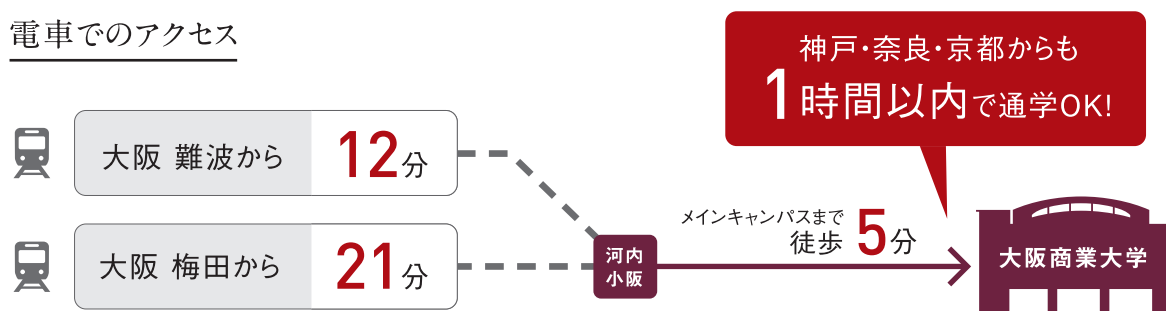 電車でのアクセス
神戸・奈良・京都からも
1時間以内で通学OK!
大阪 難波から 12分
大阪 梅田から 21分
河内
小阪
メインキャンパスまで
徒歩 5分
大阪商業大学